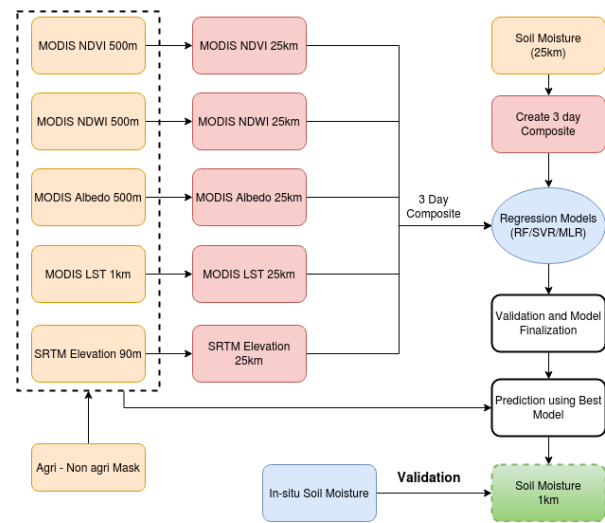 MODIS NDVI 500m
MODIS NDVI 25km
Soil Moisture
(25km)
MODIS NDWI 500m
MODIS NDWI 25km
Create 3 day
Composite
MODIS Albedo 500m
MODIS Albedo 25km
3 Day
Composite
Regression Models
(RF/SVR/MLR)
MODIS LST 1km
MODIS LST 25km
Validation and Model
Finalization
SRTM Elevation 90m
SRTM Elevation
25km
Prediction using Best
Model
Agri - Non agri Mask
In-situ Soil Moisture
Validation
Soil Moisture
1km